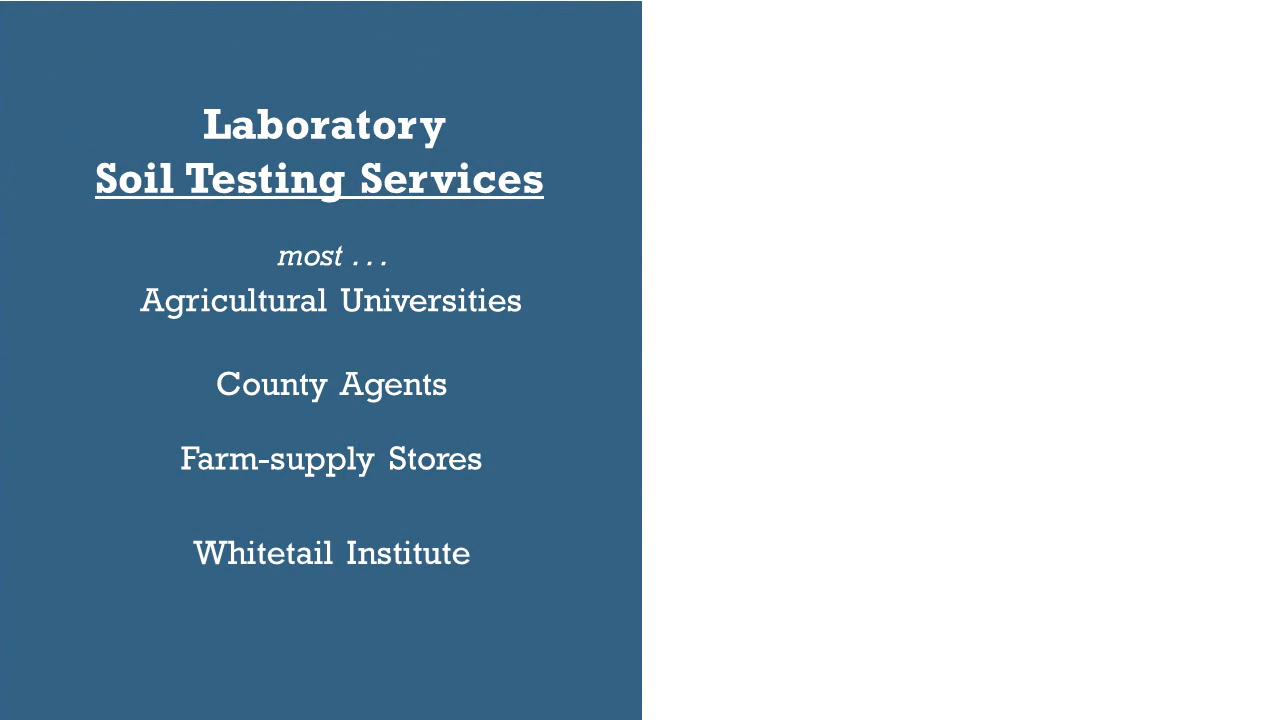 Laboratory
Soil Testing Services
most . . .
Agricultural Universities
County Agents
Farm-supply Stores
Whitetail Institute